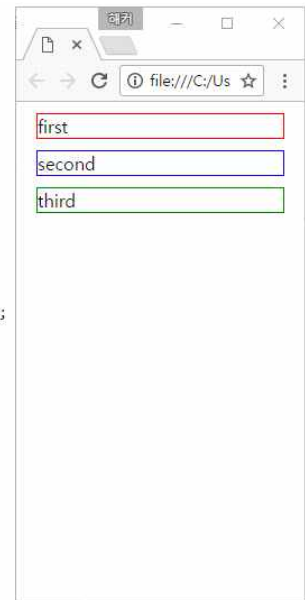 해커
file:///C:/Us
first
second
third
;